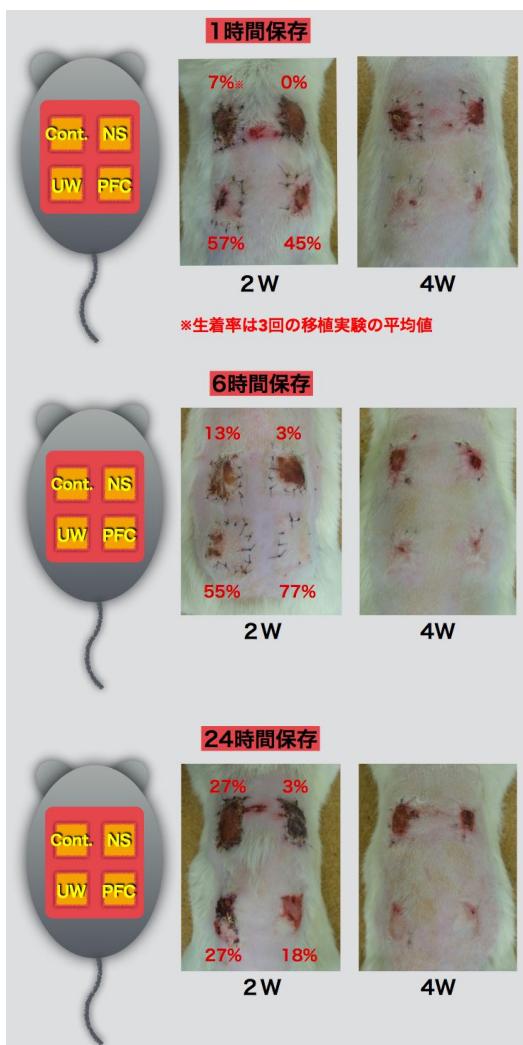 1時間保存
Cont. NS
UW PFC
7%※ 0%
57% 45%
2W 4W
※生着率は3回の移植実験の平均値
6時間保存
Cont. NS
UW PFC
13% 3%
55% 77%
2W 4W
24時間保存
Cont. NS
UW PFC
27% 3%
27% 18%
2W 4W